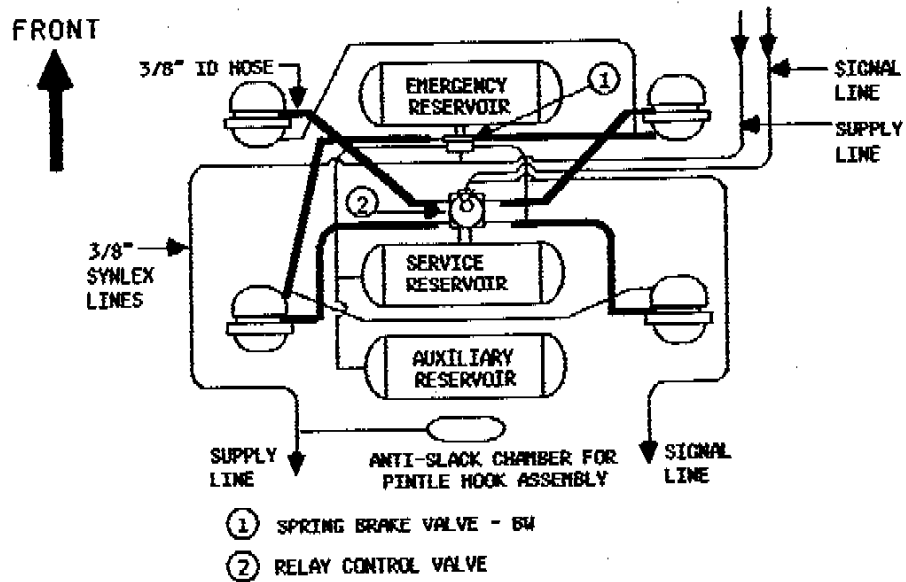 FRONT
3/8" ID HOSE
EMERGENCY
RESERVOIR
1
SIGNAL
LINE
SUPPLY
LINE
2
3/8"
SYNLEX
LINES
SERVICE
RESERVOIR
AUXILIARY
RESERVOIR
SUPPLY
LINE
ANTI-SLACK CHAMBER FOR
PINTLE HOOK ASSEMBLY
SIGNAL
LINE
1 SPRING BRAKE VALVE - BW
2 RELAY CONTROL VALVE